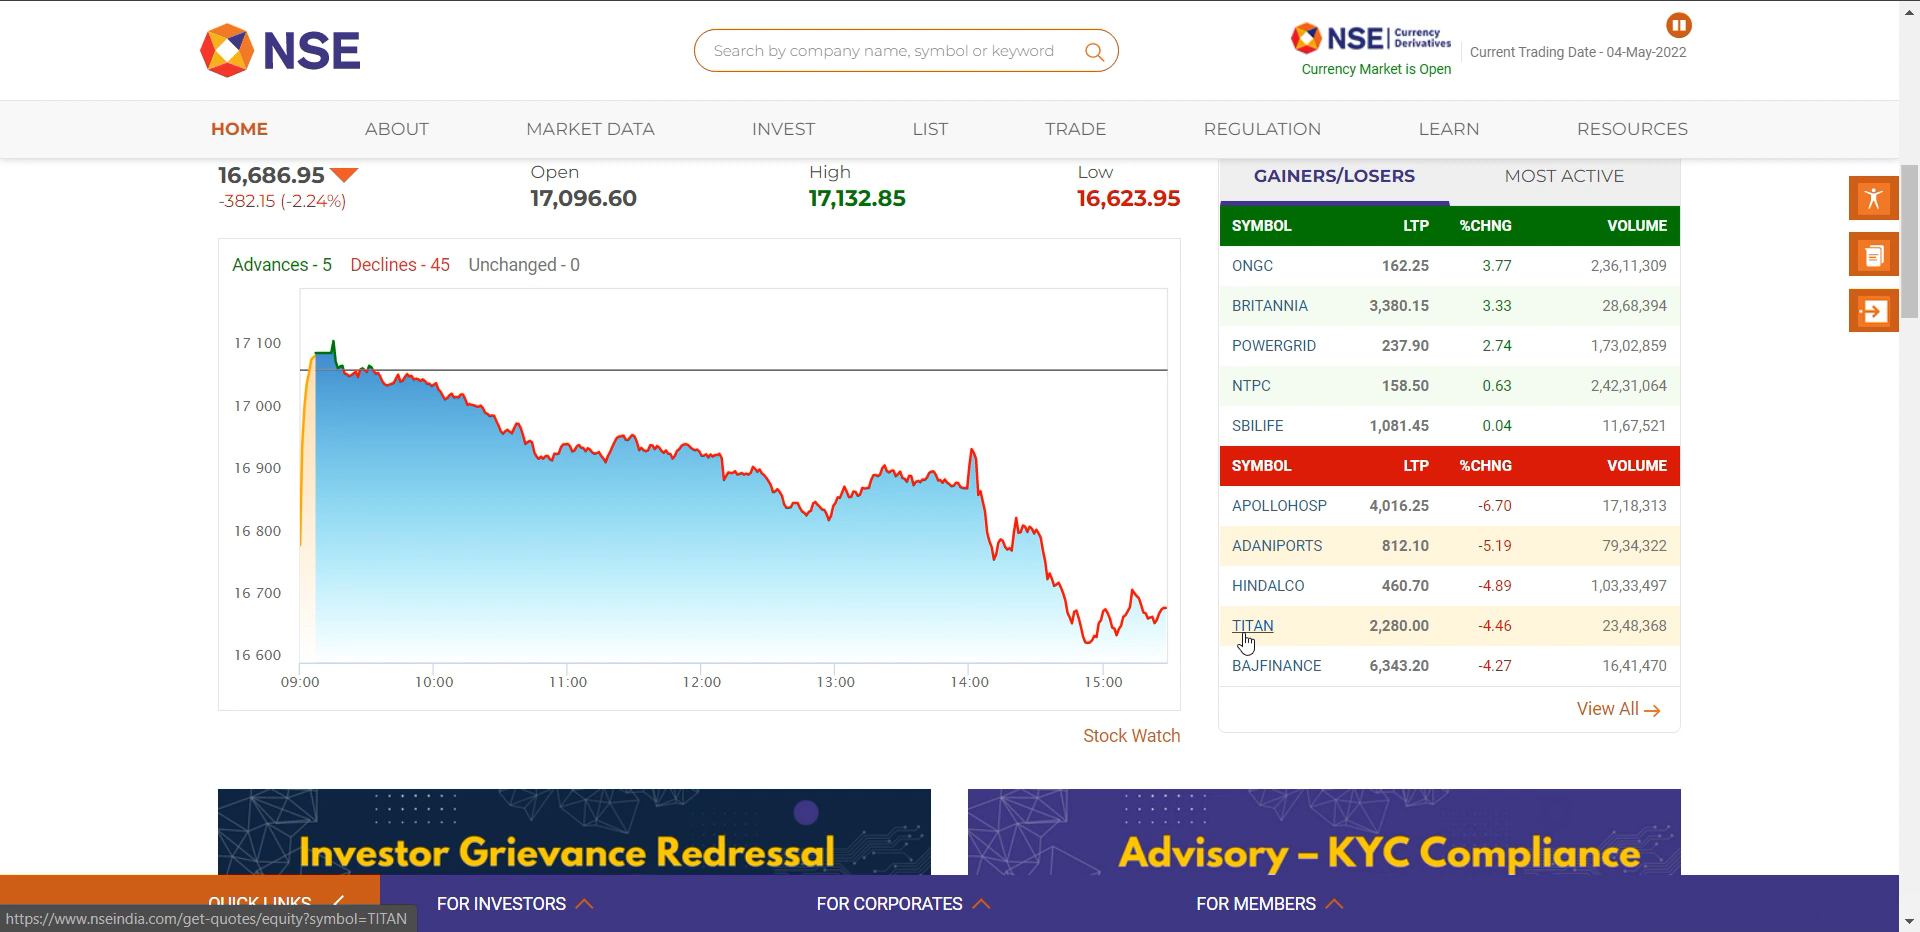 NSE
Search by company name, symbol or keyword
NSE Currency Derivatives
Currency Market is Open
Current Trading Date - 04-May-2022
HOME ABOUT MARKET DATA INVEST LIST TRADE REGULATION LEARN RESOURCES
16,686.95
-382.15 (-2.24%)
Open
17,096.60
High
17,132.85
Low
16,623.95
Advances - 5 Declines - 45 Unchanged - 0
17 100
17 000
16 900
16 800
16 700
16 600
09:00 10:00 11:00 12:00 13:00 14:00 15:00
Stock Watch
GAINERS/LOSERS MOST ACTIVE
SYMBOL LTP %CHNG VOLUME
ONGC 162.25 3.77 2,36,11,309
BRITANNIA 3,380.15 3.33 28,68,394
POWERGRID 237.90 2.74 1,73,02,859
NTPC 158.50 0.63 2,42,31,064
SBILIFE 1,081.45 0.04 11,67,521
SYMBOL LTP %CHNG VOLUME
APOLLOHOSP 4,016.25 -6.70 17,18,313
ADANIPORTS 812.10 -5.19 79,34,322
HINDALCO 460.70 -4.89 1,03,33,497
TITAN 2,280.00 -4.46 23,48,368
BAJFINANCE 6,343.20 -4.27 16,41,470
View All
Investor Grievance Redressal
Advisory – KYC Compliance
QUICK LINKS FOR INVESTORS FOR CORPORATES FOR MEMBERS
https://www.nseindia.com/get-quotes/equity?symbol=TITAN